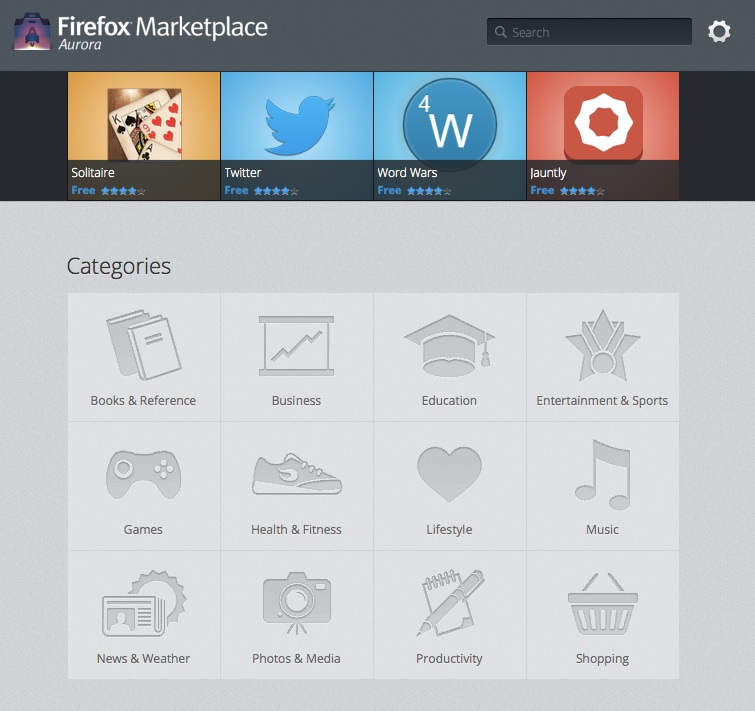 Firefox Marketplace
Aurora
Search
4
W
K
Solitaire
Free
Twitter
Free
Word Wars
Free
Jauntly
Free
Categories
Books & Reference
Business
Education
Entertainment & Sports
Games
Health & Fitness
Lifestyle
Music
News & Weather
Photos & Media
Productivity
Shopping